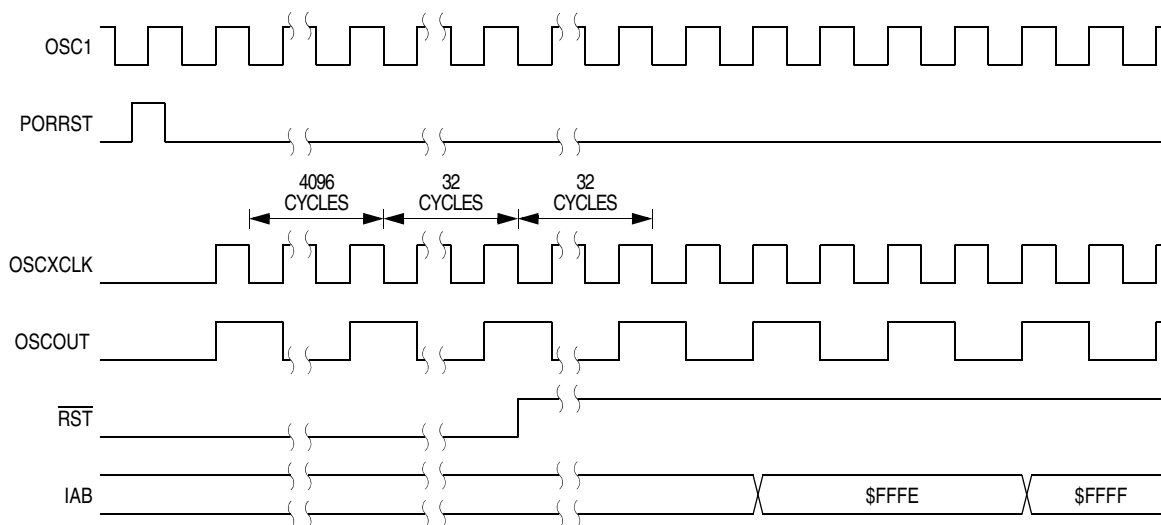 OSC1
PORRST
4096
CYCLES
32
CYCLES
32
CYCLES
OSCXCLK
OSCOUT
RST
IAB
$FFFE
$FFFF